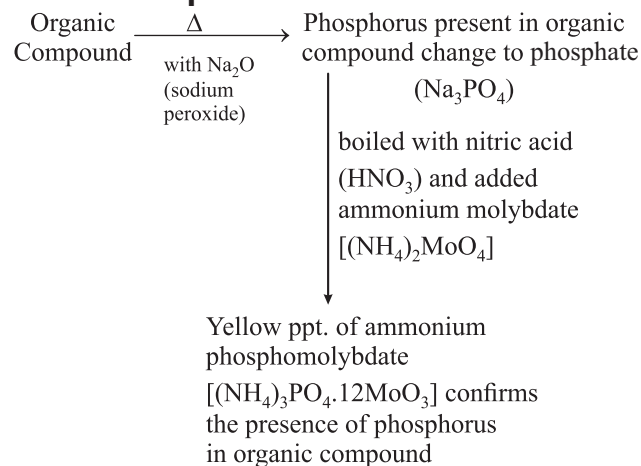 Organic
Compound
Δ
with Na₂O
(sodium
peroxide)
Phosphorus present in organic
compound change to phosphate
(Na₃PO₄)
boiled with nitric acid
(HNO₃) and added
ammonium molybdate
[(NH₄)₂MoO₄]
Yellow ppt. of ammonium
phosphomolybdate
[(NH₄)₃PO₄.12MoO₃] confirms
the presence of phosphorus
in organic compound